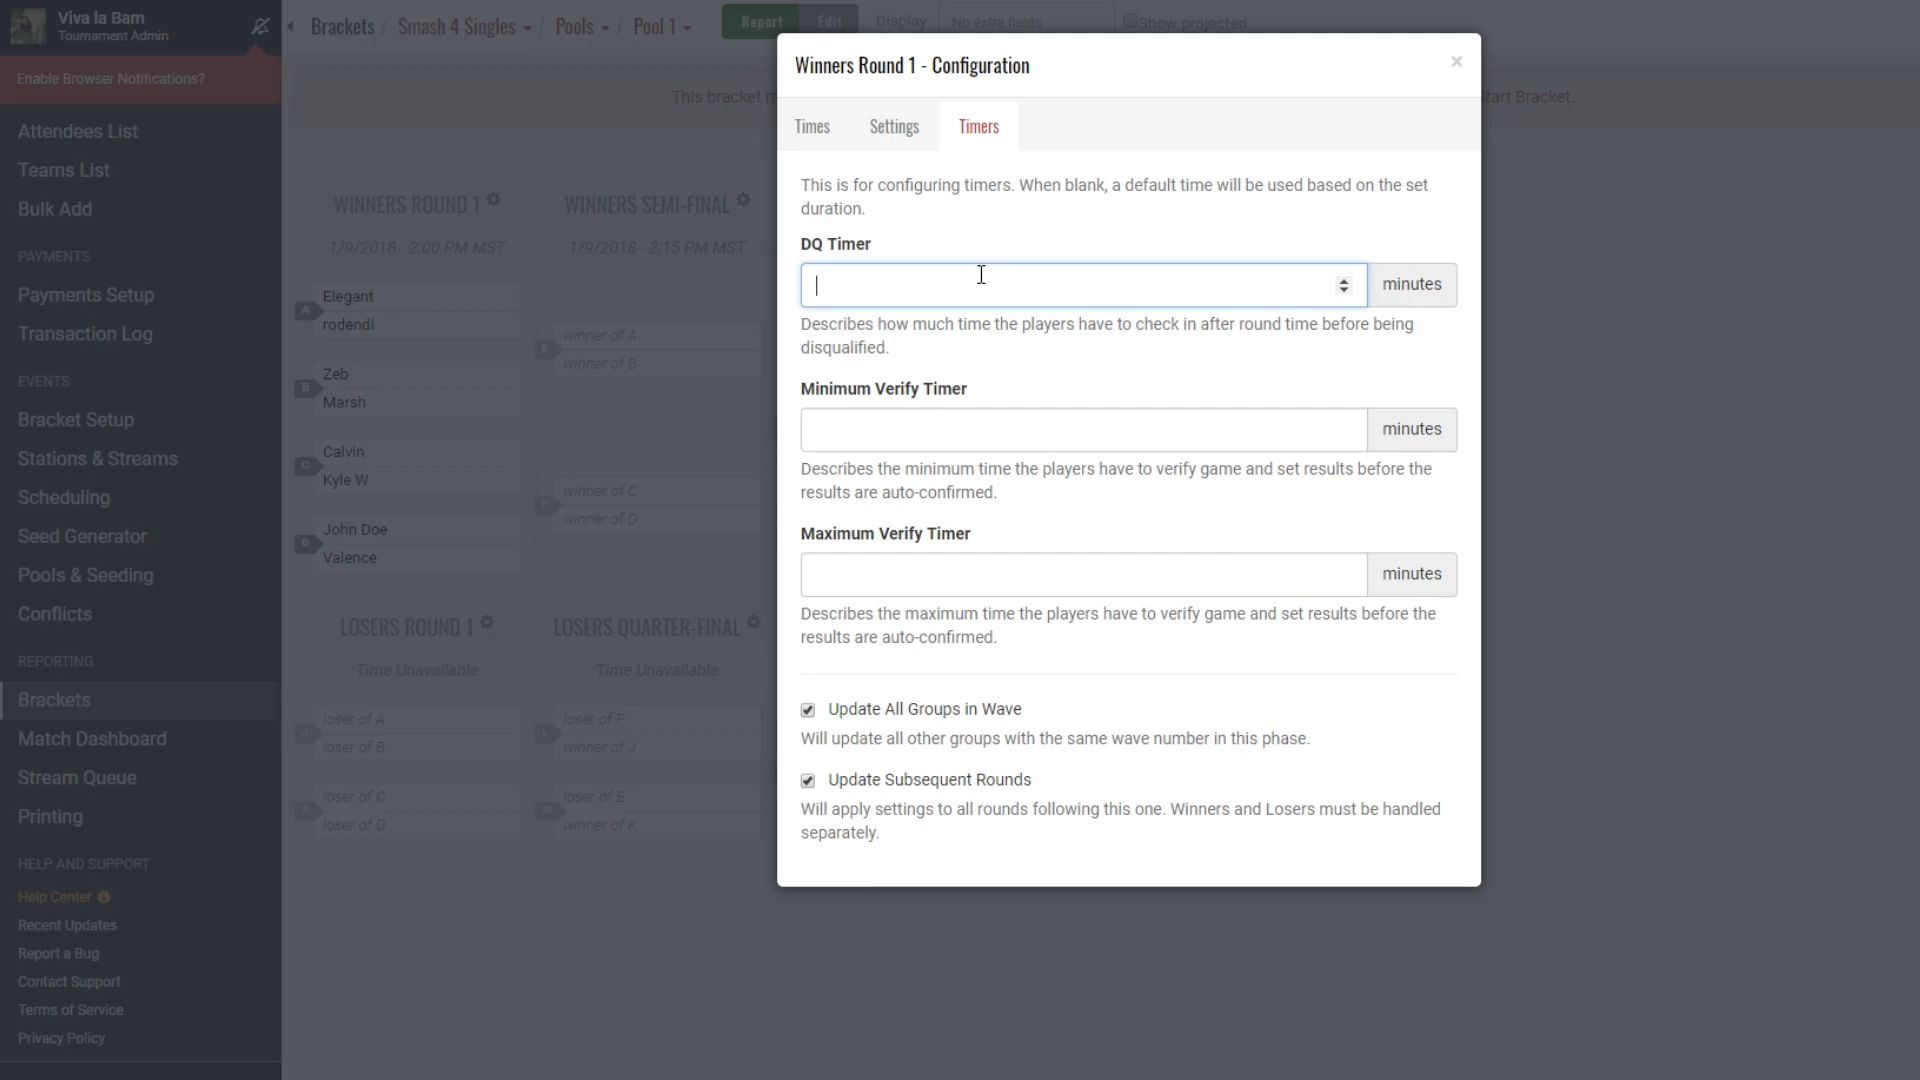 Viva la Bam
Tournament Admin
Enable Browser Notifications?
Attendees List
Teams List
Bulk Add
PAYMENTS
Payments Setup
Transaction Log
EVENTS
Bracket Setup
Stations & Streams
Scheduling
Seed Generator
Pools & Seeding
Conflicts
REPORTING
Brackets
Match Dashboard
Stream Queue
Printing
HELP AND SUPPORT
Help Center
Recent Updates
Report a Bug
Contact Support
Terms of Service
Privacy Policy
Brackets / Smash 4 Singles / Pools / Pool 1
Report Edit Display No extra fields... Show projected
This bracket
Start Bracket.
WINNERS ROUND 1
1/9/2018 - 2:00 PM MST
A
Elegant
rodendi
B
Zeb
Marsh
C
Calvin
Kyle W
D
John Doe
Valence
WINNERS SEMI-FINAL
1/9/2018 - 2:15 PM MST
E
winner of A
winner of B
F
winner of C
winner of D
LOSERS ROUND 1
Time Unavailable
J
loser of A
loser of B
K
loser of C
loser of D
LOSERS QUARTER-FINAL
Time Unavailable
L
loser of F
winner of J
loser of E
winner of K
Winners Round 1 - Configuration
×
Times Settings Timers
This is for configuring timers. When blank, a default time will be used based on the set
duration.
DQ Timer
minutes
Describes how much time the players have to check in after round time before being
disqualified.
Minimum Verify Timer
minutes
Describes the minimum time the players have to verify game and set results before the
results are auto-confirmed.
Maximum Verify Timer
minutes
Describes the maximum time the players have to verify game and set results before the
results are auto-confirmed.
Update All Groups in Wave
Will update all other groups with the same wave number in this phase.
Update Subsequent Rounds
Will apply settings to all rounds following this one. Winners and Losers must be handled
separately.